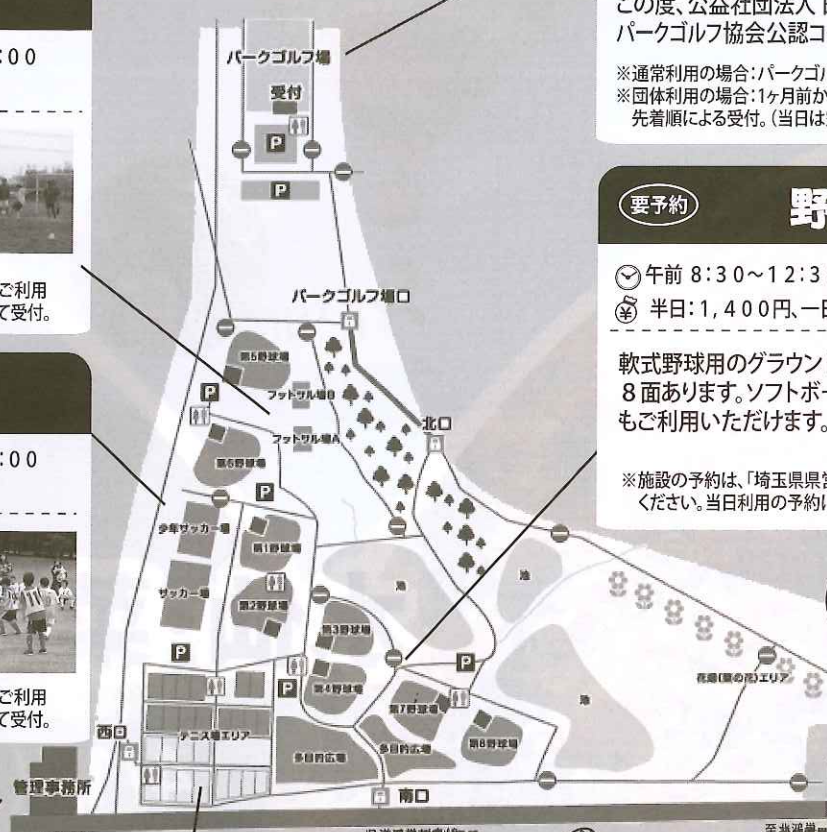 :00
ご利用
て受付。
:00
11
ご利用
て受付。
この度、公益社団法人
パークゴルフ協会公認コ
※通常利用の場合:パークゴル
※団体利用の場合:1ヶ月前か
先着順による受付。(当日は
要予約
野
午前 8:30~12:3
¥ 半日:1,400円、一日
軟式野球用のグラウン
8面あります。ソフトボー
もご利用いただけます。
※施設の予約は、「埼玉県県営
ください。当日利用の予約は
パークゴルフ場
受付
P
P
パークゴルフ場口
第5野球場
フットサル場B
P
フットサル場A
北口
第6野球場
P
少年サッカー場
第1野球場
サッカー場
第2野球場
池
池
第3野球場
P
P
第4野球場
P
第7野球場
花畑(菜の花)エリア
池
西口
テニス場エリア
多目的広場
多目的広場
第8野球場
管理事務所
南口
至北鴻巣